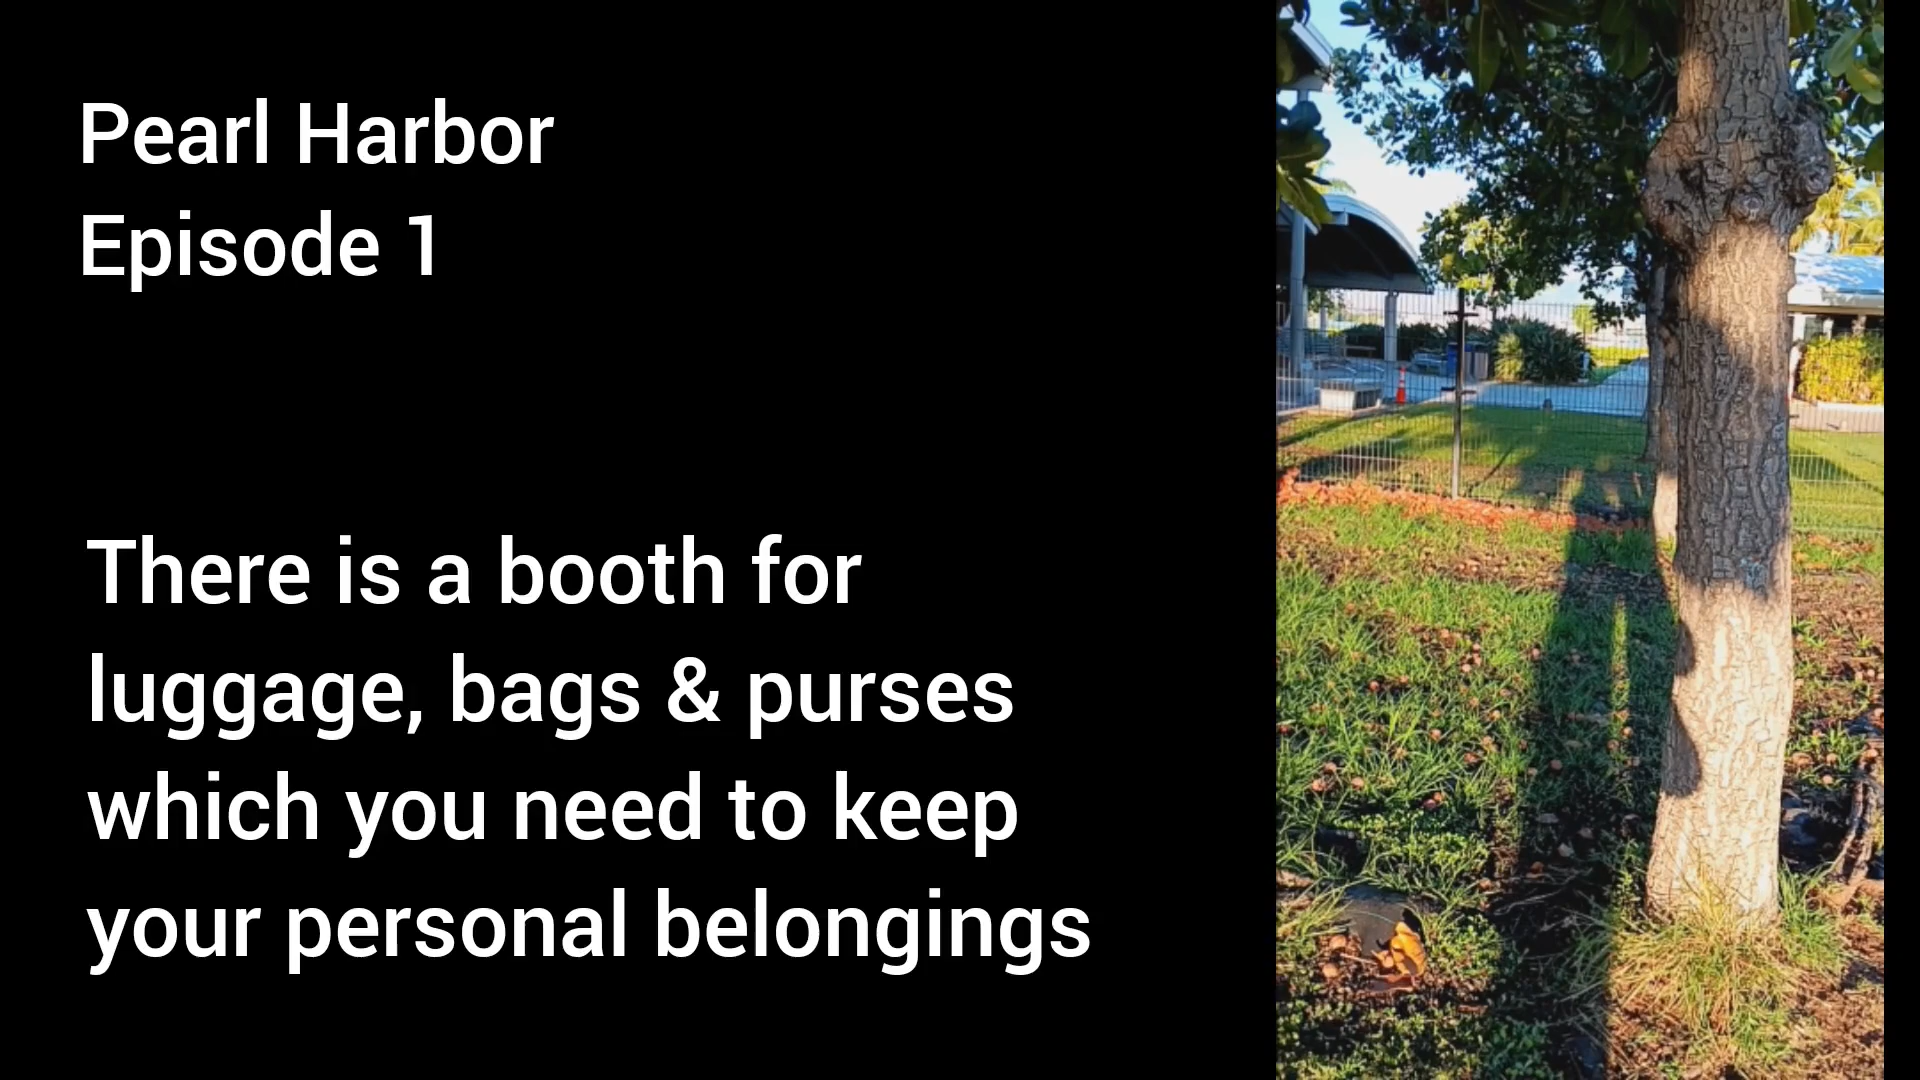 Pearl Harbor
Episode 1
There is a booth for
luggage, bags & purses
which you need to keep
your personal belongings